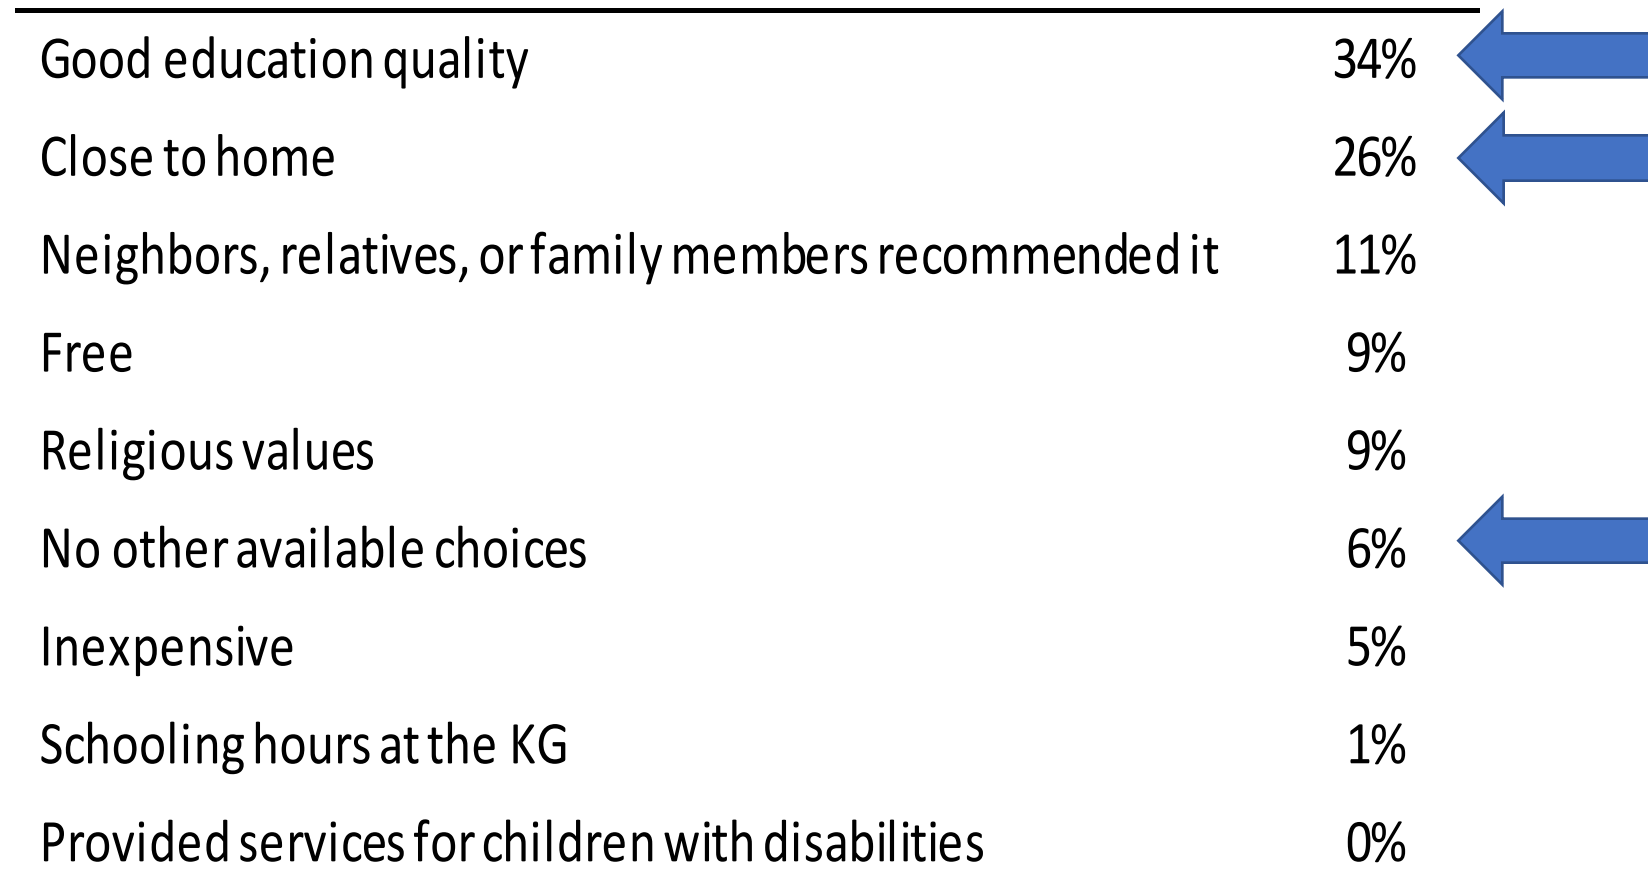 Good education quality 34%
Close to home 26%
Neighbors, relatives, or family members recommended it 11%
Free 9%
Religious values 9%
No other available choices 6%
Inexpensive 5%
Schooling hours at the KG 1%
Provided services for children with disabilities 0%